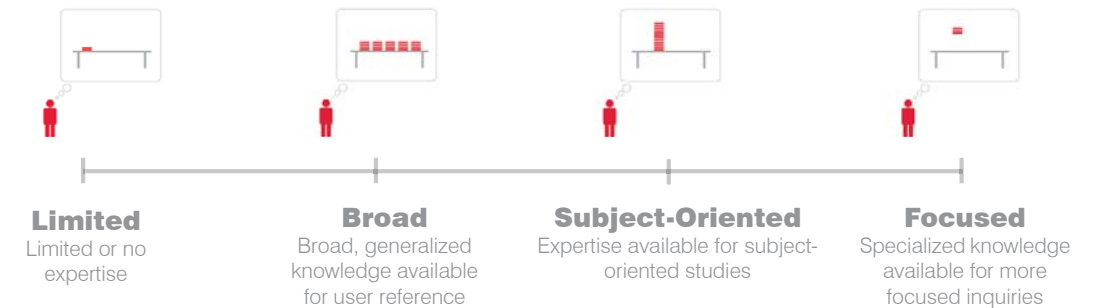 Limited
Limited or no
expertise
Broad
Broad, generalized
knowledge available
for user reference
Subject-Oriented
Expertise available for subject-
oriented studies
Focused
Specialized knowledge
available for more
focused inquiries